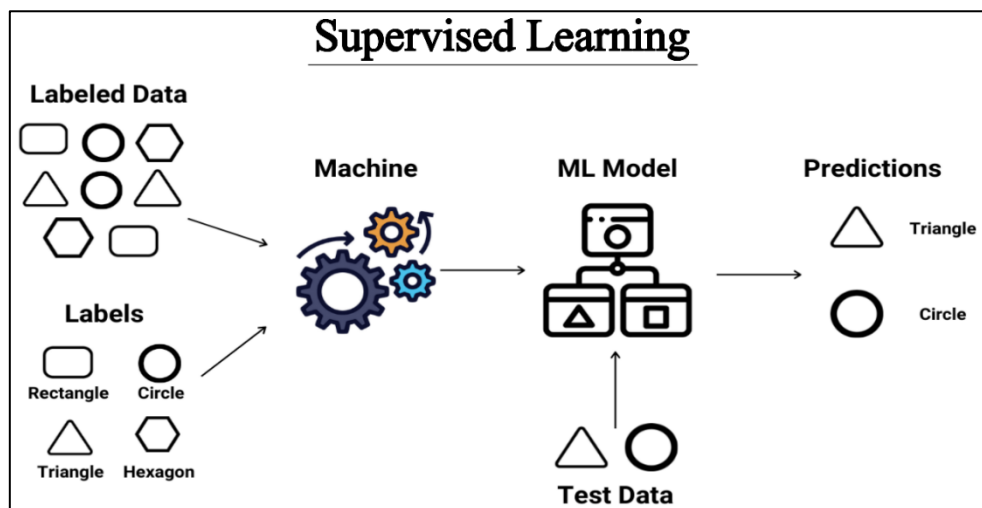 Supervised Learning
Labeled Data
Machine
ML Model
Predictions
Triangle
Circle
Labels
Rectangle
Circle
Triangle
Hexagon
Test Data